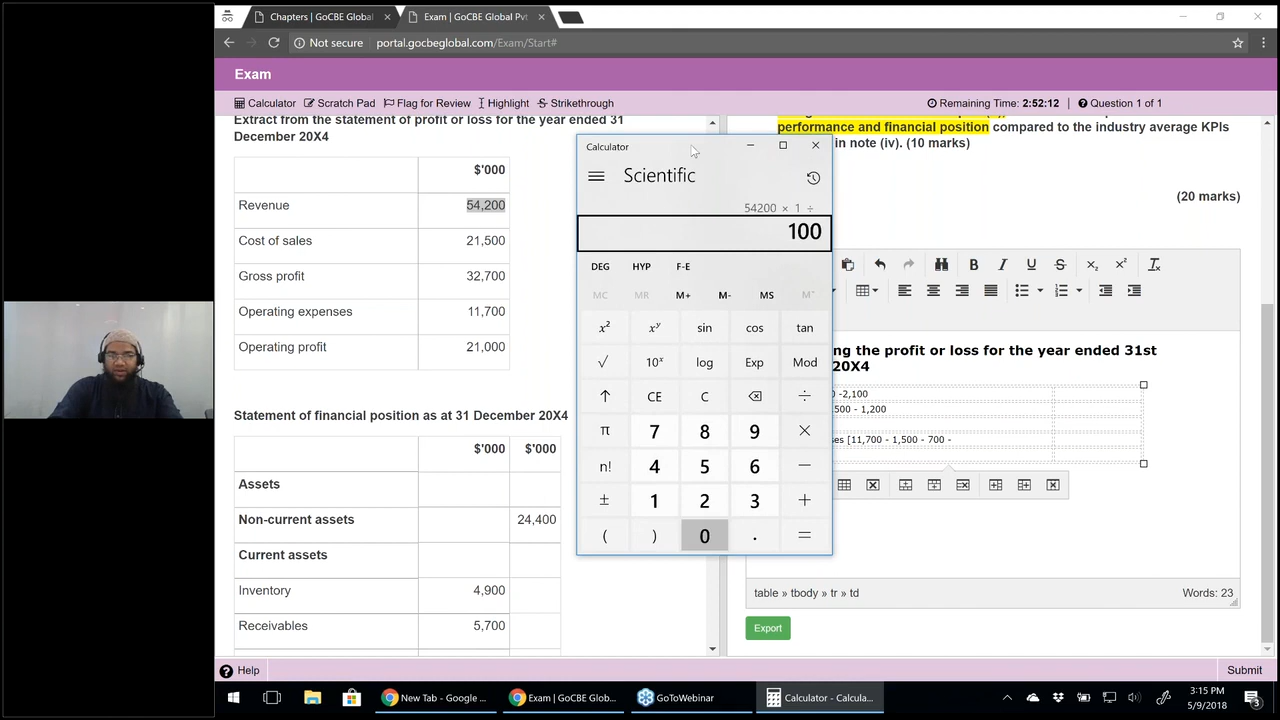 Chapters | GoCBE Global
Exam | GoCBE Global Pvt
Not secure
portal.gocbeglobal.com/Exam/Start#
Exam
Calculator
Scratch Pad
Flag for Review
Highlight
Strikethrough
Remaining Time: 2:52:12
Question 1 of 1
Extract from the statement of profit or loss for the year ended 31
December 20X4
$'000
Revenue 54,200
Cost of sales 21,500
Gross profit 32,700
Operating expenses 11,700
Operating profit 21,000
Statement of financial position as at 31 December 20X4
$'000 $'000
Assets
Non-current assets 24,400
Current assets
Inventory 4,900
Receivables 5,700
Calculator
Scientific
54200 × 1 ÷
100
DEG HYP F-E
MC MR M+ M- MS M˅
x² xʸ sin cos tan
√ 10ˣ log Exp Mod
↑ CE C ÷
π 7 8 9 ×
n! 4 5 6 −
± 1 2 3 +
( ) 0 . =
performance and financial position compared to the industry average KPIs
in note (iv). (10 marks)
(20 marks)
B I U S x₂ x² Tx
ng the profit or loss for the year ended 31st
20X4
0 -2,100
500 - 1,200
ses [11,700 - 1,500 - 700 -
table » tbody » tr » td
Words: 23
Export
Help
Submit
New Tab - Google ...
Exam | GoCBE Glob...
GoToWebinar
Calculator - Calcula...
3:15 PM
5/9/2018
3